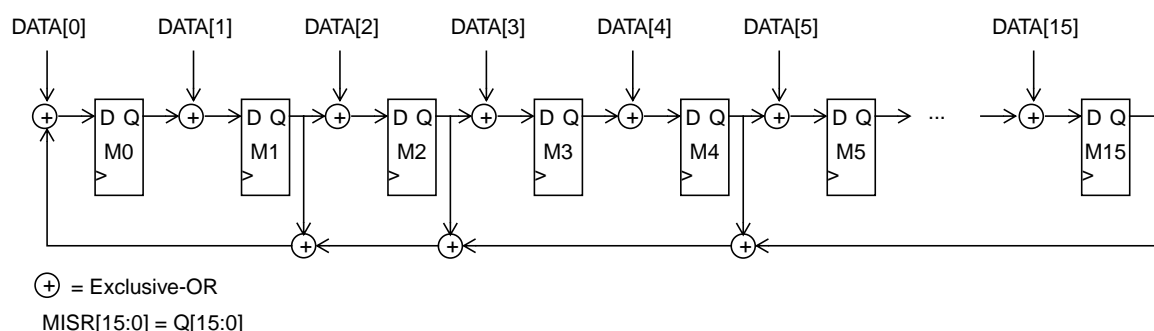 DATA[0] DATA[1] DATA[2] DATA[3] DATA[4] DATA[5] DATA[15]
+ D Q + D Q + D Q + D Q + D Q + D Q ... + D Q
M0 M1 M2 M3 M4 M5 M15
+ + +
+ = Exclusive-OR
MISR[15:0] = Q[15:0]